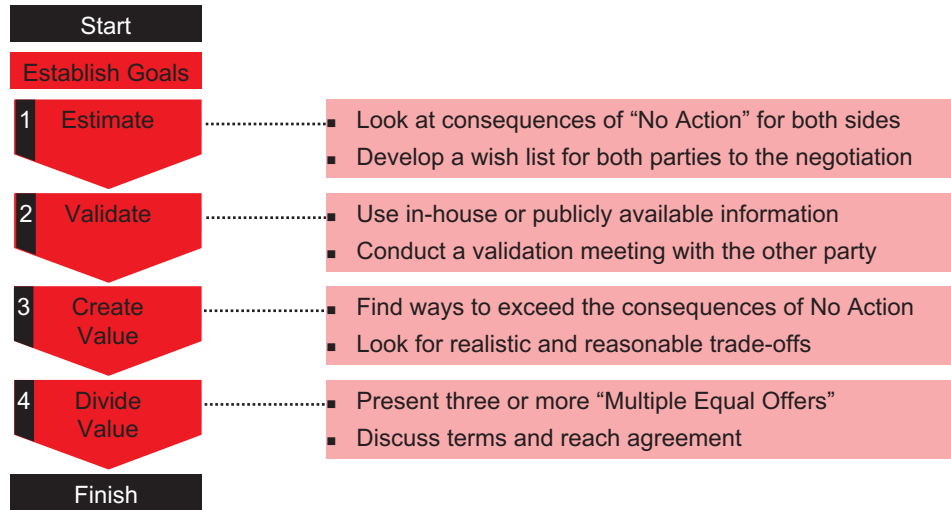 Start
Establish Goals
1 Estimate
▪ Look at consequences of “No Action” for both sides
▪ Develop a wish list for both parties to the negotiation
2 Validate
▪ Use in-house or publicly available information
▪ Conduct a validation meeting with the other party
3 Create
Value
▪ Find ways to exceed the consequences of No Action
▪ Look for realistic and reasonable trade-offs
4 Divide
Value
▪ Present three or more “Multiple Equal Offers”
▪ Discuss terms and reach agreement
Finish